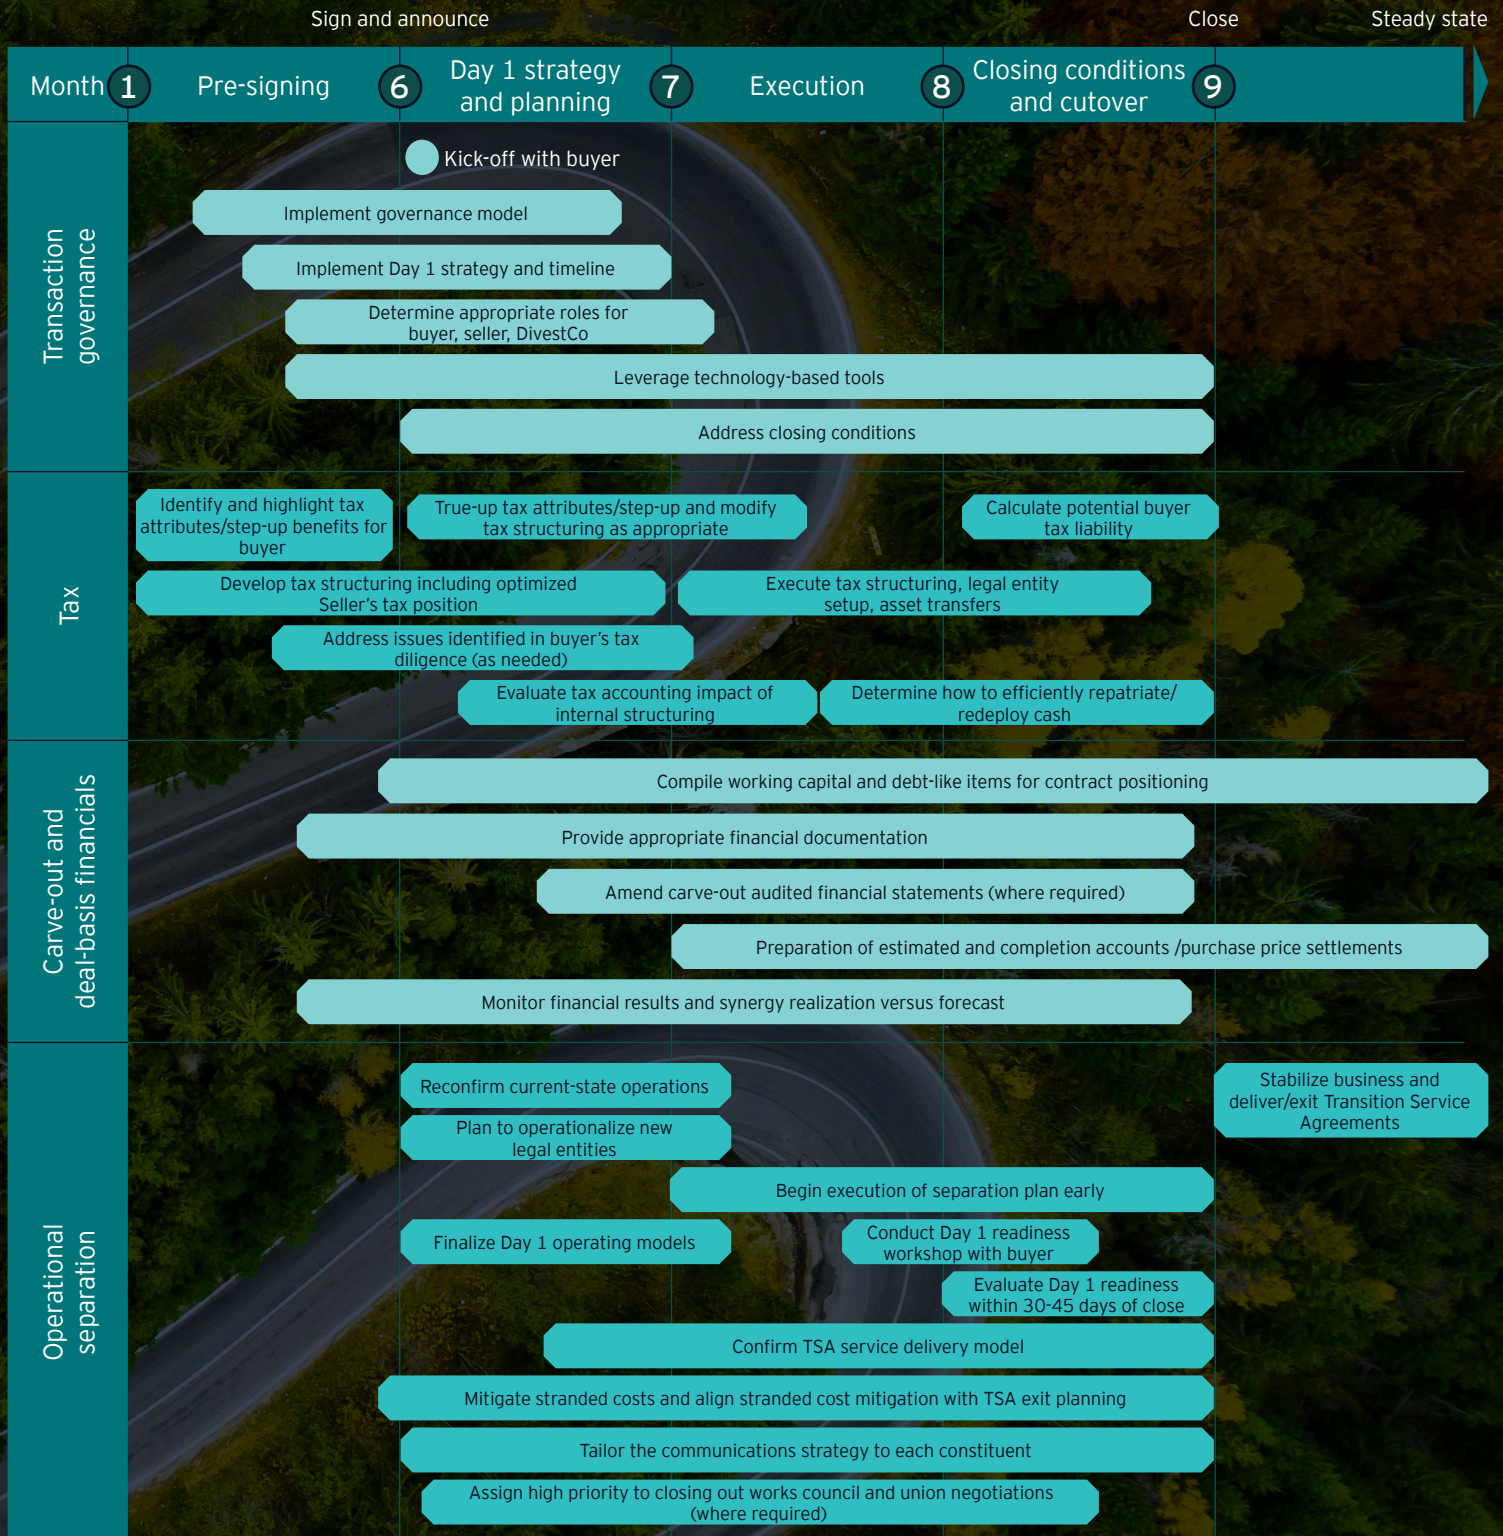 Sign and announce
Close
Steady state
Month 1
Pre-signing
6
Day 1 strategy
and planning
7
Execution
8
Closing conditions
and cutover
9
Transaction
governance
Kick-off with buyer
Implement governance model
Implement Day 1 strategy and timeline
Determine appropriate roles for
buyer, seller, DivestCo
Leverage technology-based tools
Address closing conditions
Tax
Identify and highlight tax
attributes/step-up benefits for
buyer
True-up tax attributes/step-up and modify
tax structuring as appropriate
Calculate potential buyer
tax liability
Develop tax structuring including optimized
Seller’s tax position
Execute tax structuring, legal entity
setup, asset transfers
Address issues identified in buyer’s tax
diligence (as needed)
Evaluate tax accounting impact of
internal structuring
Determine how to efficiently repatriate/
redeploy cash
Carve-out and
deal-basis financials
Compile working capital and debt-like items for contract positioning
Provide appropriate financial documentation
Amend carve-out audited financial statements (where required)
Preparation of estimated and completion accounts /purchase price settlements
Monitor financial results and synergy realization versus forecast
Operational
separation
Reconfirm current-state operations
Stabilize business and
deliver/exit Transition Service
Agreements
Plan to operationalize new
legal entities
Begin execution of separation plan early
Finalize Day 1 operating models
Conduct Day 1 readiness
workshop with buyer
Evaluate Day 1 readiness
within 30-45 days of close
Confirm TSA service delivery model
Mitigate stranded costs and align stranded cost mitigation with TSA exit planning
Tailor the communications strategy to each constituent
Assign high priority to closing out works council and union negotiations
(where required)